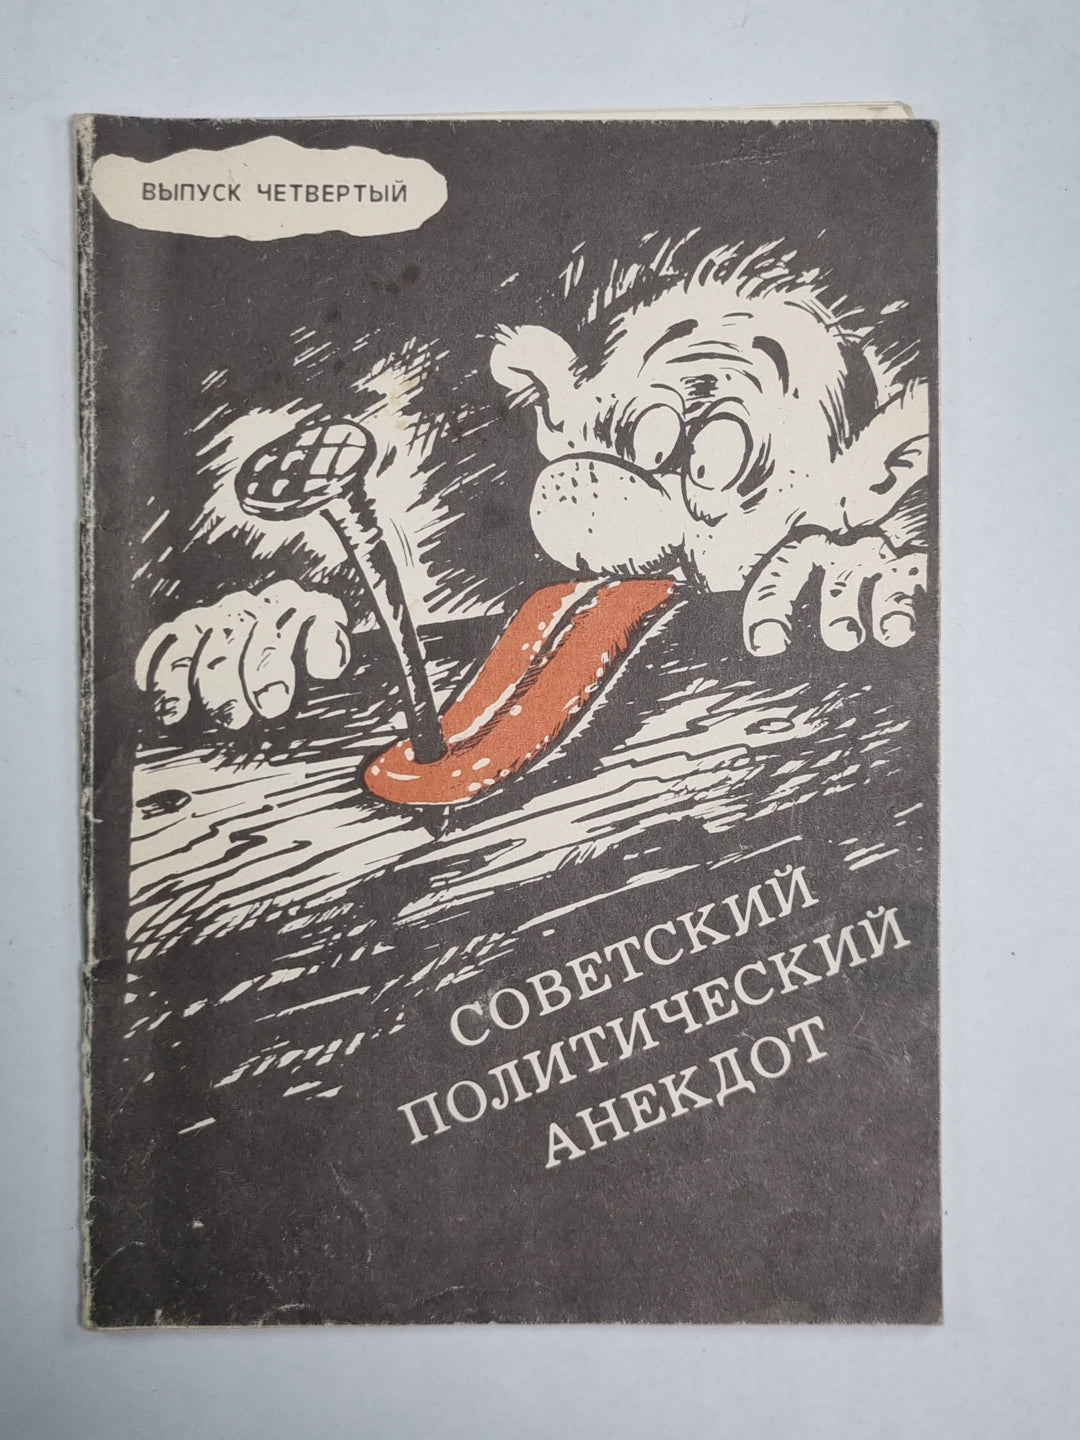 ВЫПУСК ЧЕТВЕРТЫЙ
СОВЕТСКИЙ
ПОЛИТИЧЕСКИЙ
АНЕКДОТ